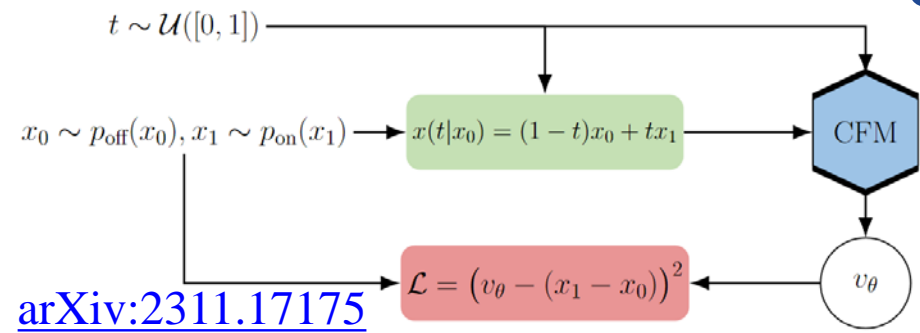 t ∼ 𝒰([0, 1])
x₀ ∼ p_off(x₀), x₁ ∼ p_on(x₁)
x(t|x₀) = (1 − t)x₀ + tx₁
CFM
ℒ = (v_θ − (x₁ − x₀))²
v_θ
arXiv:2311.17175